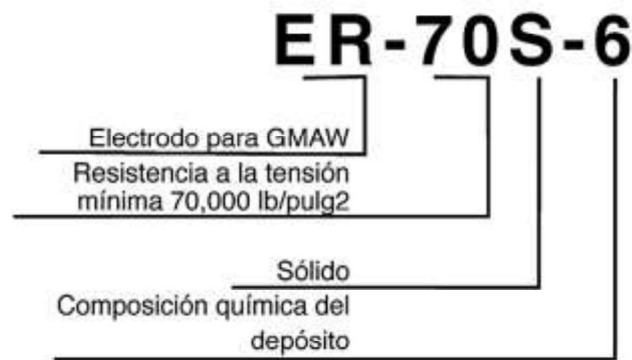 ER-70S-6
Electrodo para GMAW
Resistencia a la tensión
mínima 70,000 lb/pulg2
Sólido
Composición química del
depósito